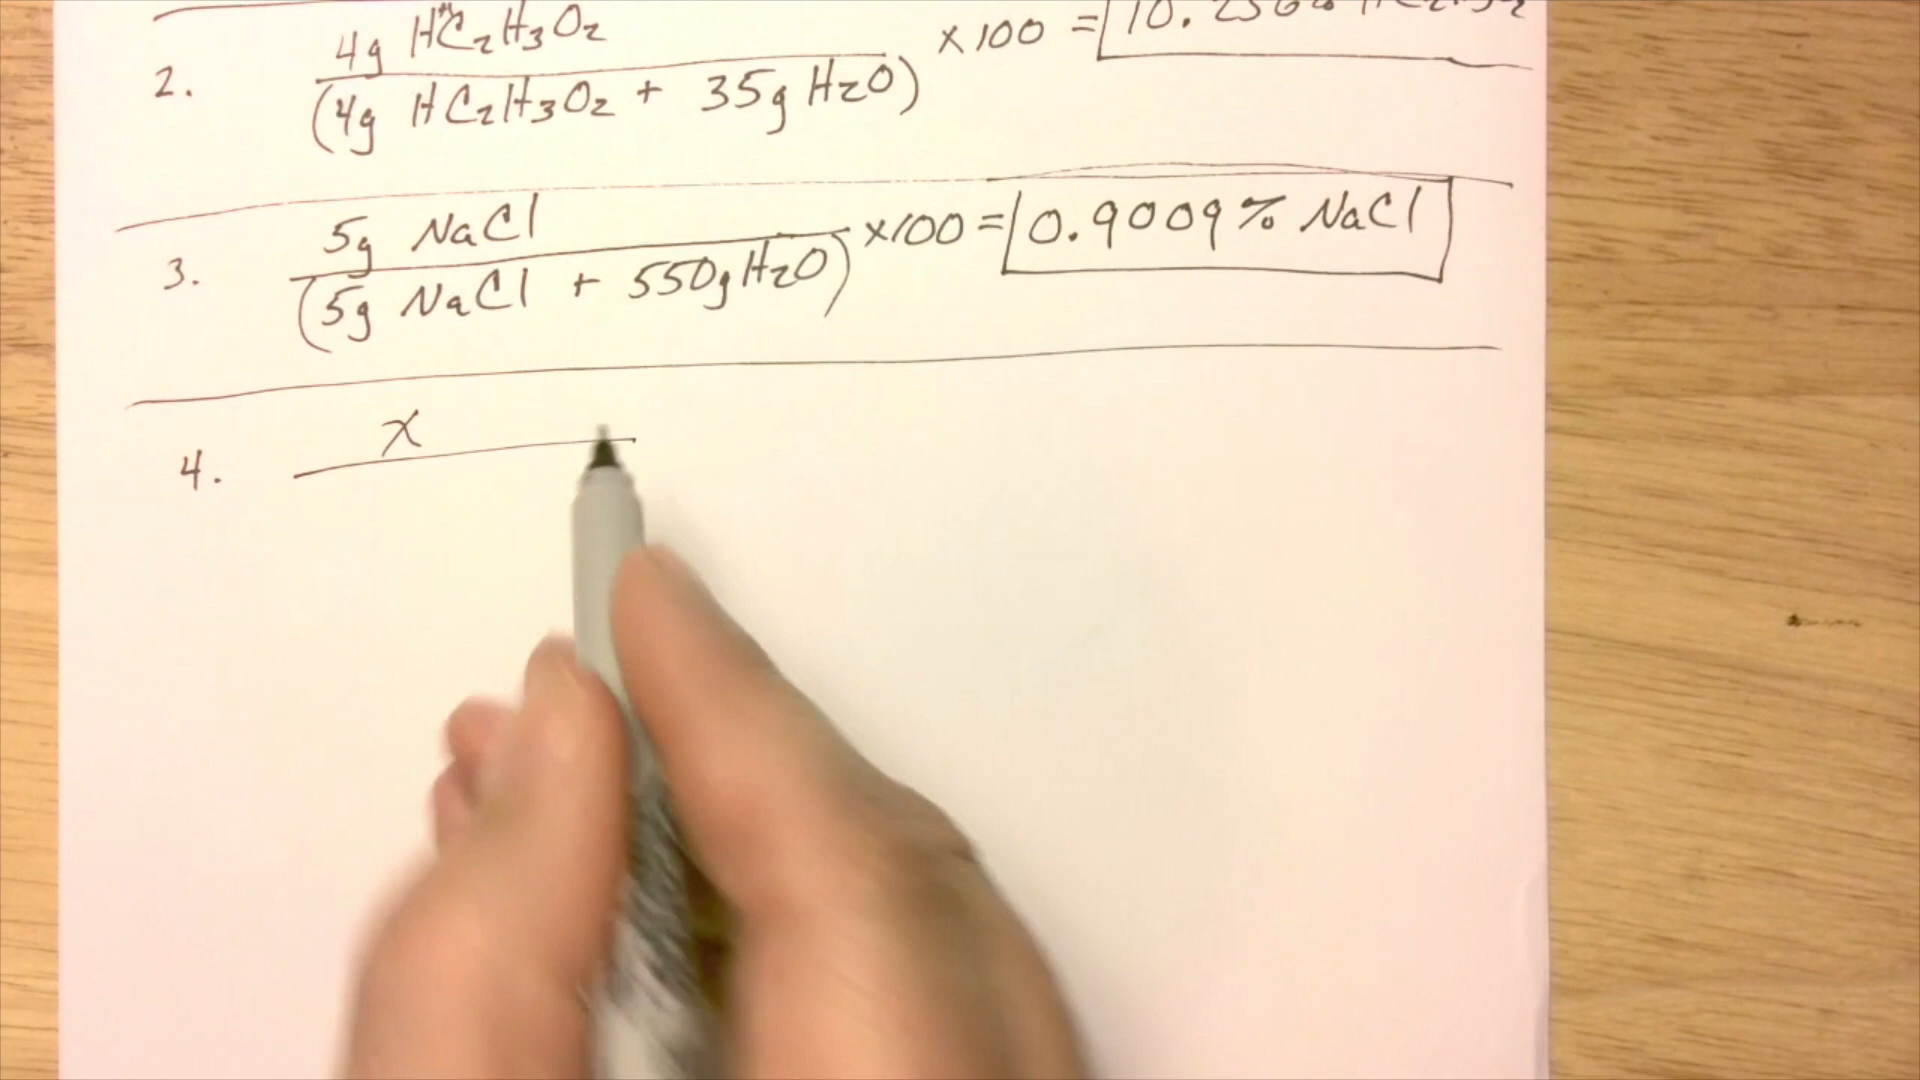 4g HC₂H₃O₂
2. (4g HC₂H₃O₂ + 35g H₂O) x100 =
5g NaCl
3. (5g NaCl + 550g H₂O) x100 = 0.9009% NaCl
x
4.